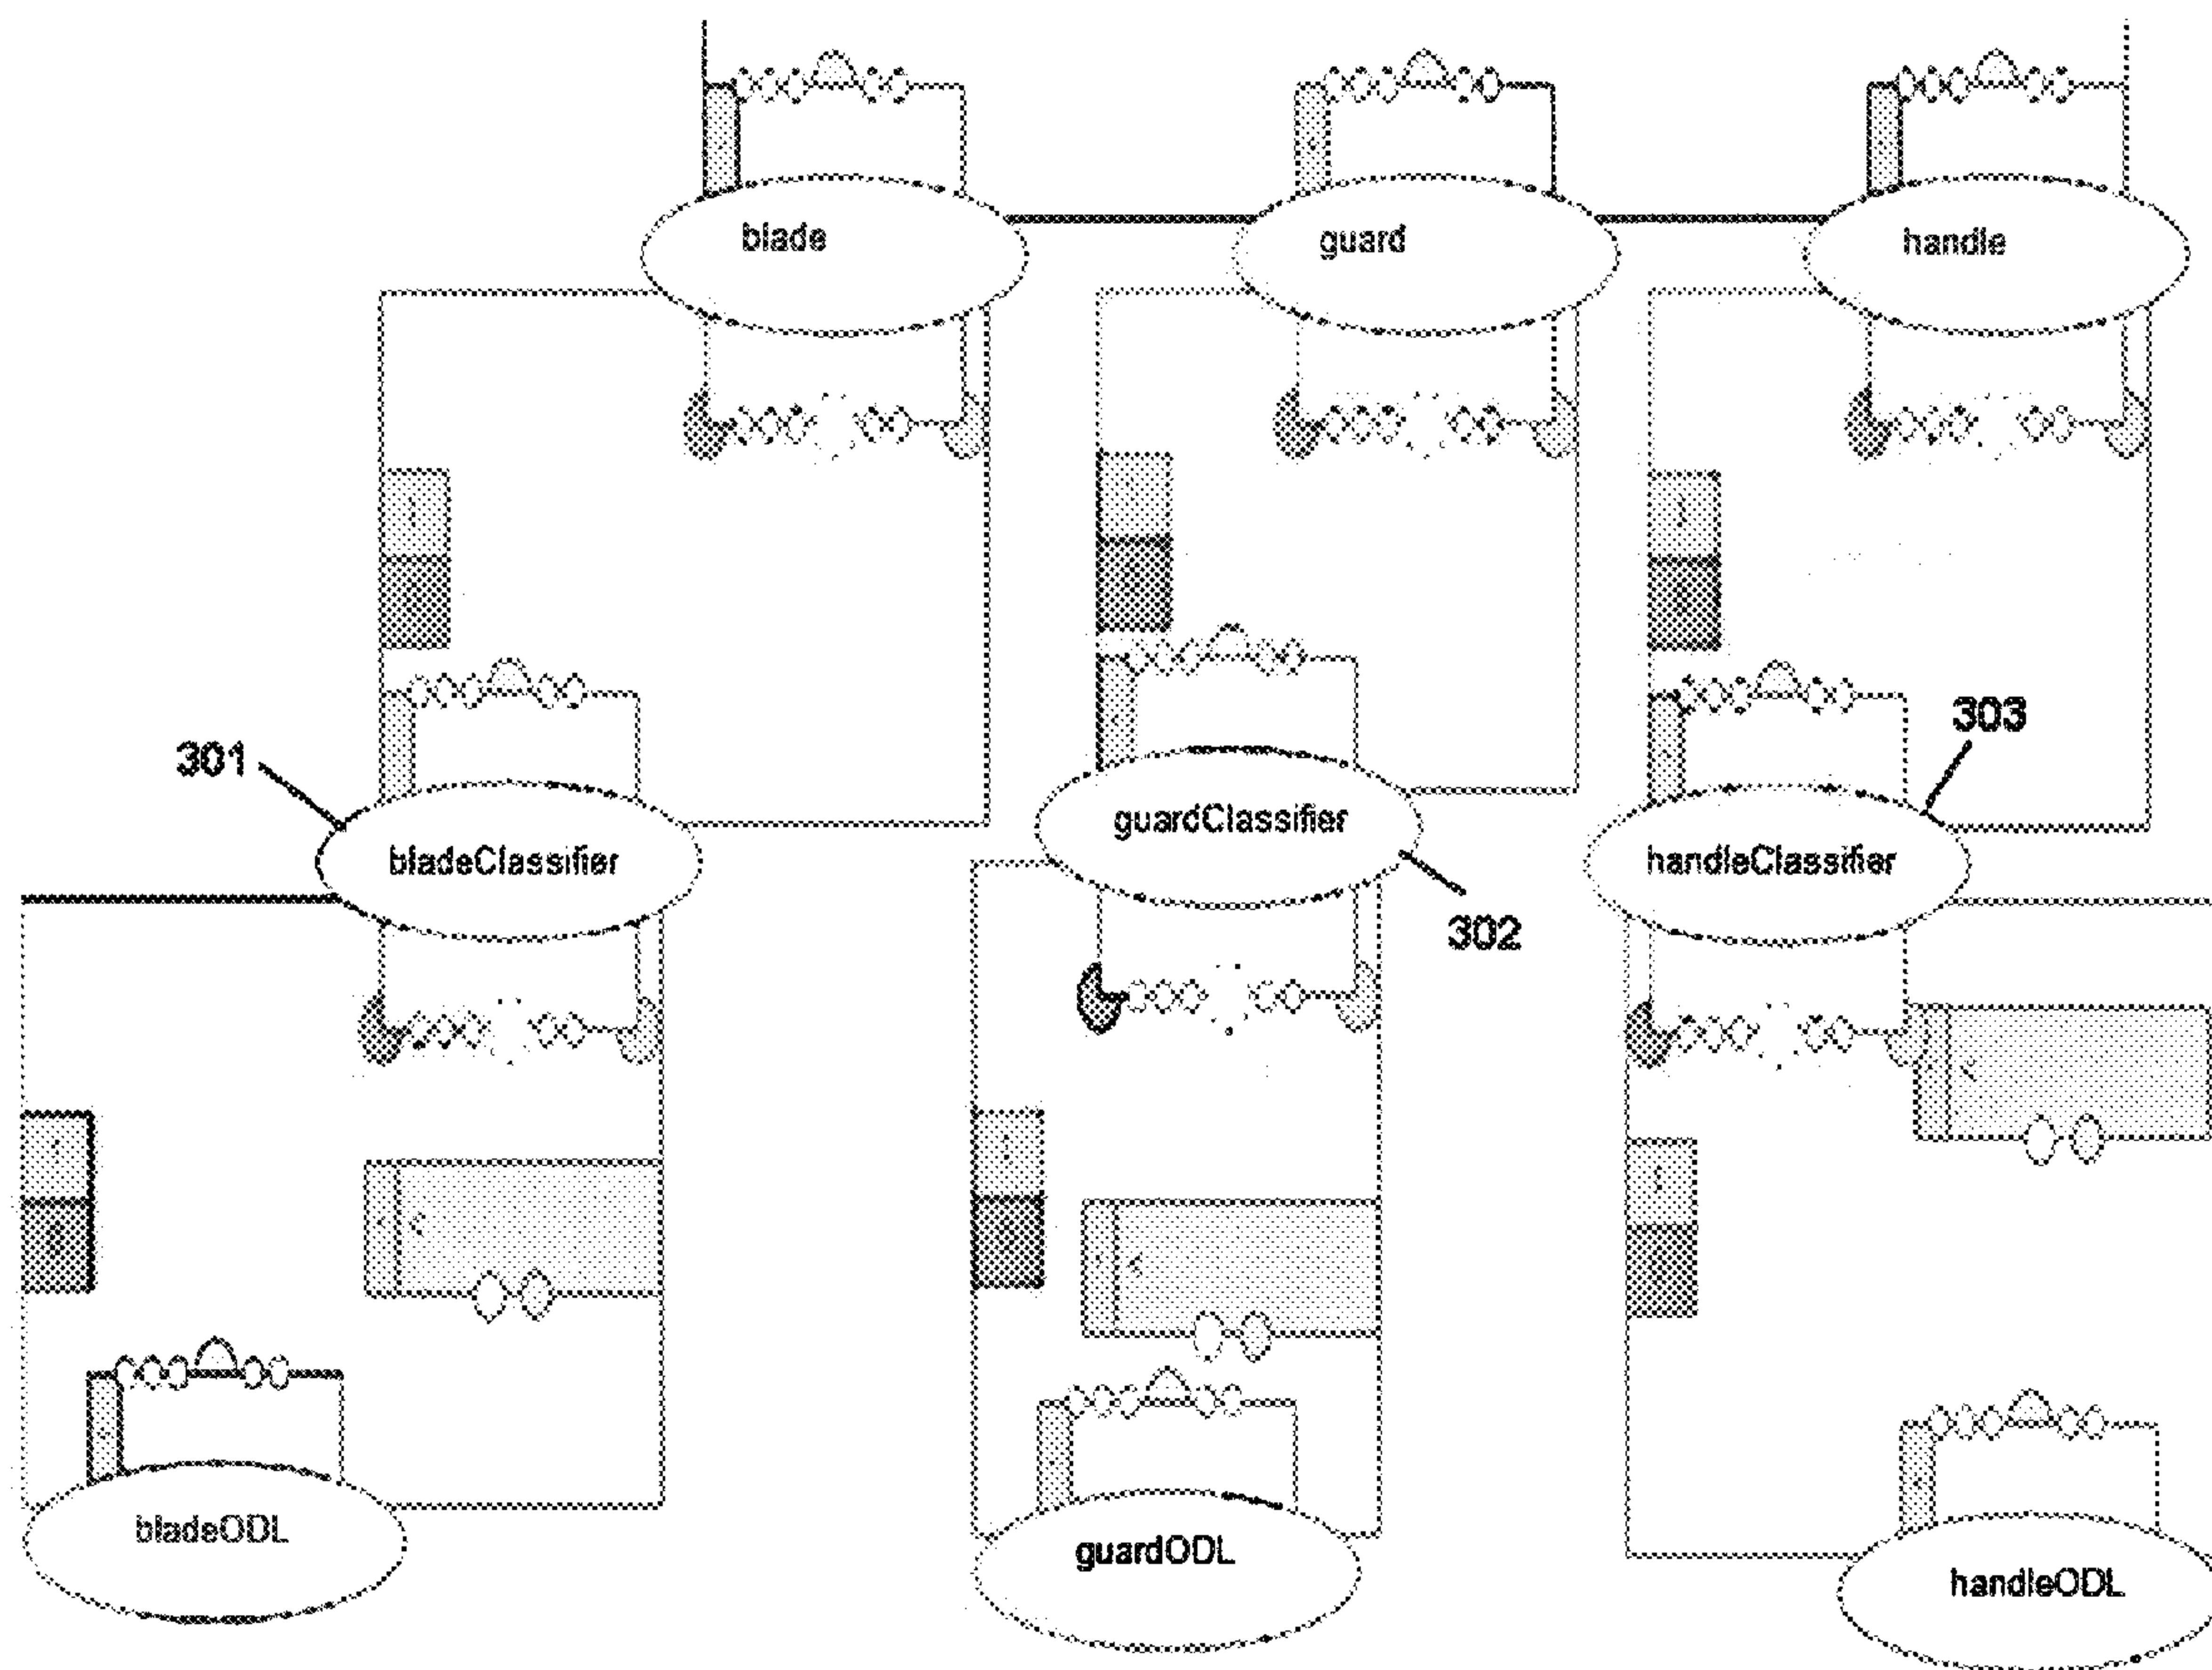 blade
guard
handle
301
bladeClassifier
guardClassifier
302
303
handleClassifier
bladeODL
guardODL
handleODL